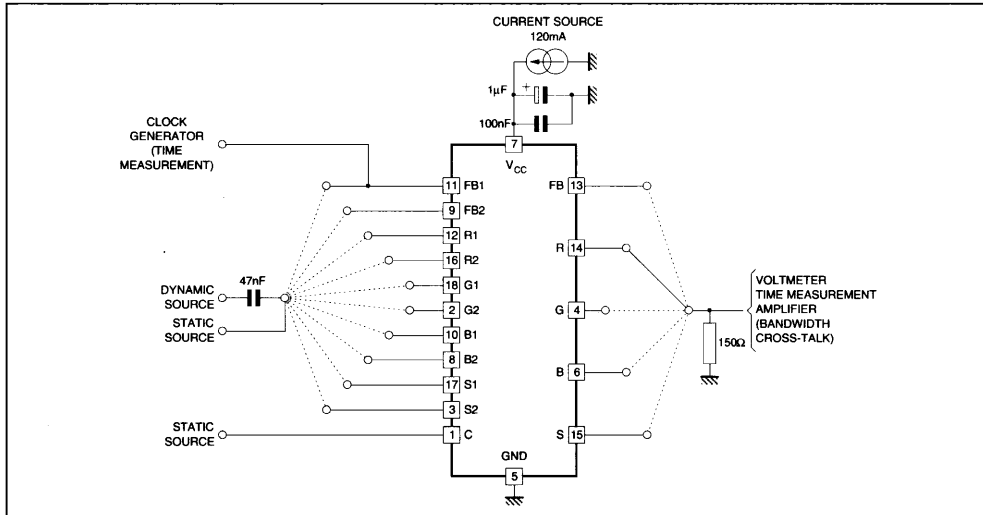 CURRENT SOURCE
120mA
1µF
+
100nF
CLOCK
GENERATOR
(TIME
MEASUREMENT)
7
V_CC
11 FB1
FB 13
9 FB2
12 R1
R 14
16 R2
47nF
18 G1
DYNAMIC
SOURCE
STATIC
SOURCE
2 G2
G 4
VOLTMETER
TIME MEASUREMENT
AMPLIFIER
(BANDWIDTH
CROSS-TALK)
150Ω
10 B1
8 B2
B 6
17 S1
3 S2
STATIC
SOURCE
1 C
S 15
GND
5